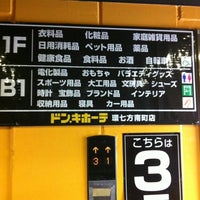 1F
衣料品 化粧品 家庭雑貨用品
日用消耗品 ペット用品 薬品
健康食品 食料品 お酒 自転車
B1
電化製品 おもちゃ バラエティグッズ
スポーツ用品 大工用品 文房具 シューズ
時計 宝飾 ブランド品 インテリア
収納用品 寝具 カー用品
ドン.キホーテ 環七方南町店
こちらは
3
3 1